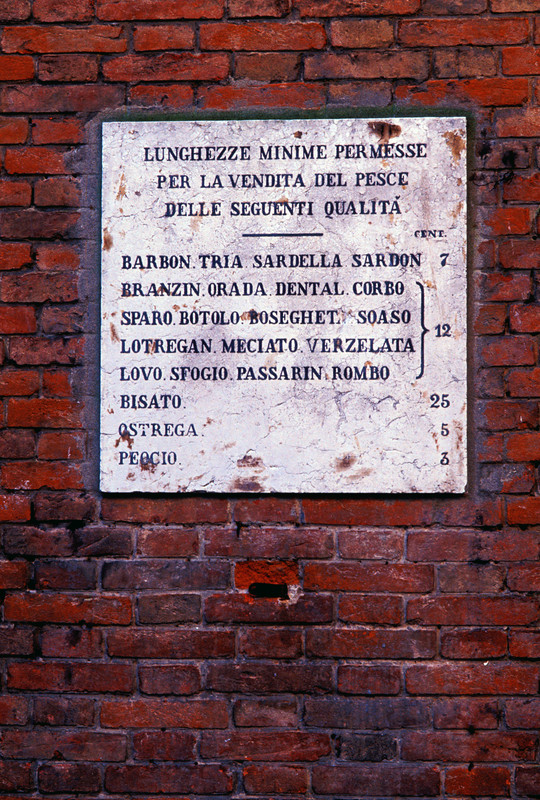 LUNGHEZZE MINIME PERMESSE
PER LA VENDITA DEL PESCE
DELLE SEGUENTI QUALITÁ
CENT.
BARBON. TRIA SARDELLA SARDON 7
BRANZIN. ORADA. DENTAL. CORBO
SPARO. BOTOLO. BOSEGHET. SOASO
12
LOTREGAN. MECIATO. VERZELATA
LOVO. SFOGIO. PASSARIN. ROMBO
BISATO. 25
OSTREGA. 5
PEOCIO. 3